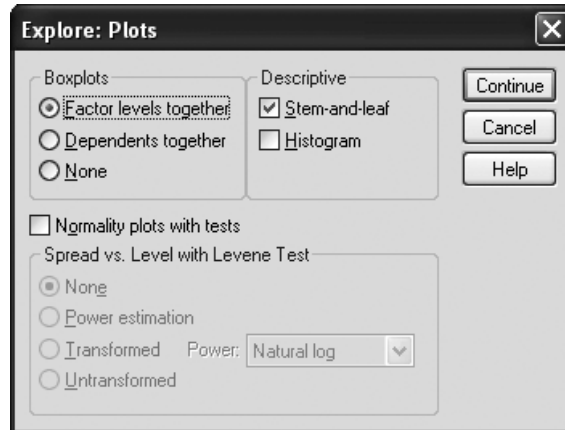 Explore: Plots
Boxplots
Factor levels together
Dependents together
None
Descriptive
Stem-and-leaf
Histogram
Continue
Cancel
Help
Normality plots with tests
Spread vs. Level with Levene Test
None
Power estimation
Transformed Power: Natural log
Untransformed